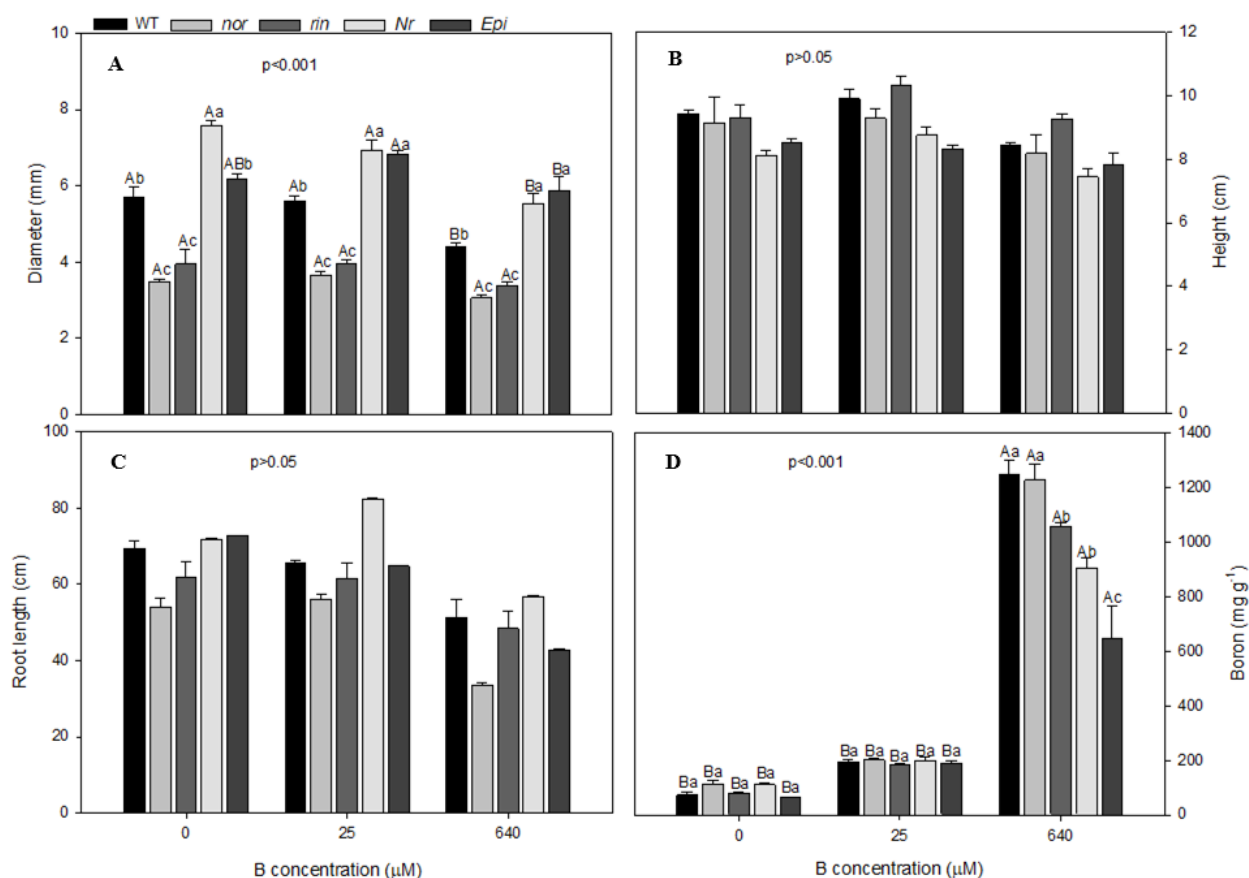 WT nor rin Nr Epi
A p<0.001
Diameter (mm)
10
8
6
4
2
0
Ab Ac Ac Aa ABb
Ab Ac Ac Aa Aa
Bb Ac Ac Ba Ba
B p>0.05
Height (cm)
12
10
8
6
4
2
0
C p>0.05
Root length (cm)
100
80
60
40
20
0
0 25 640
B concentration (μM)
D p<0.001
Boron (mg g⁻¹)
1400
1200
1000
800
600
400
200
0
Ba Ba Ba Ba Ba
Ba Ba Ba Ba Ba
Aa Aa Ab Ab Ac
0 25 640
B concentration (μM)